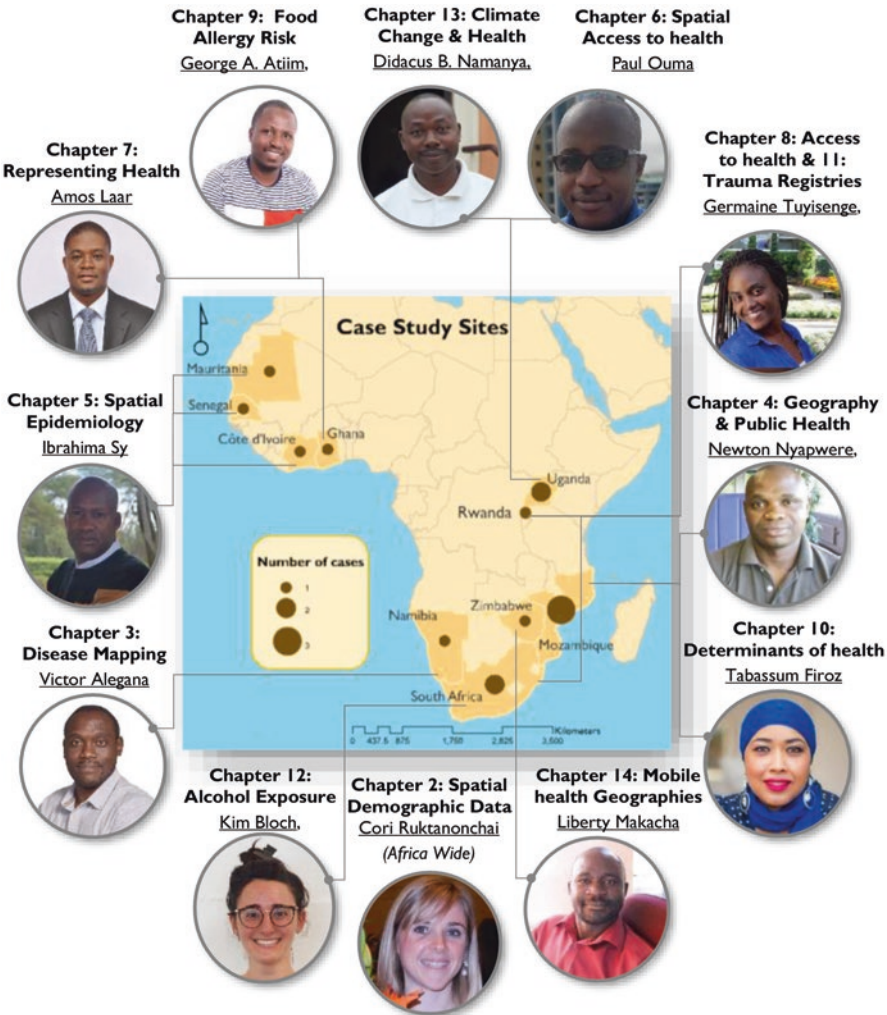 Chapter 9: Food
Allergy Risk
George A. Atiim,
Chapter 13: Climate
Change & Health
Didacus B. Namanya,
Chapter 6: Spatial
Access to health
Paul Ouma
Chapter 7:
Representing Health
Amos Laar
Chapter 8: Access
to health & 11:
Trauma Registries
Germaine Tuyisenge,
Case Study Sites
Mauritania
Senegal
Côte d'Ivoire
Ghana
Uganda
Rwanda
Zimbabwe
Namibia
Mozambique
South Africa
Number of cases
1
2
3
0 437.5 875 1,750 2,625 3,500
Kilometers
Chapter 5: Spatial
Epidemiology
Ibrahima Sy
Chapter 4: Geography
& Public Health
Newton Nyapwere,
Chapter 3:
Disease Mapping
Victor Alegana
Chapter 10:
Determinants of health
Tabassum Firoz
Chapter 12:
Alcohol Exposure
Kim Bloch,
Chapter 2: Spatial
Demographic Data
Cori Ruktanonchai
(Africa Wide)
Chapter 14: Mobile
health Geographies
Liberty Makacha